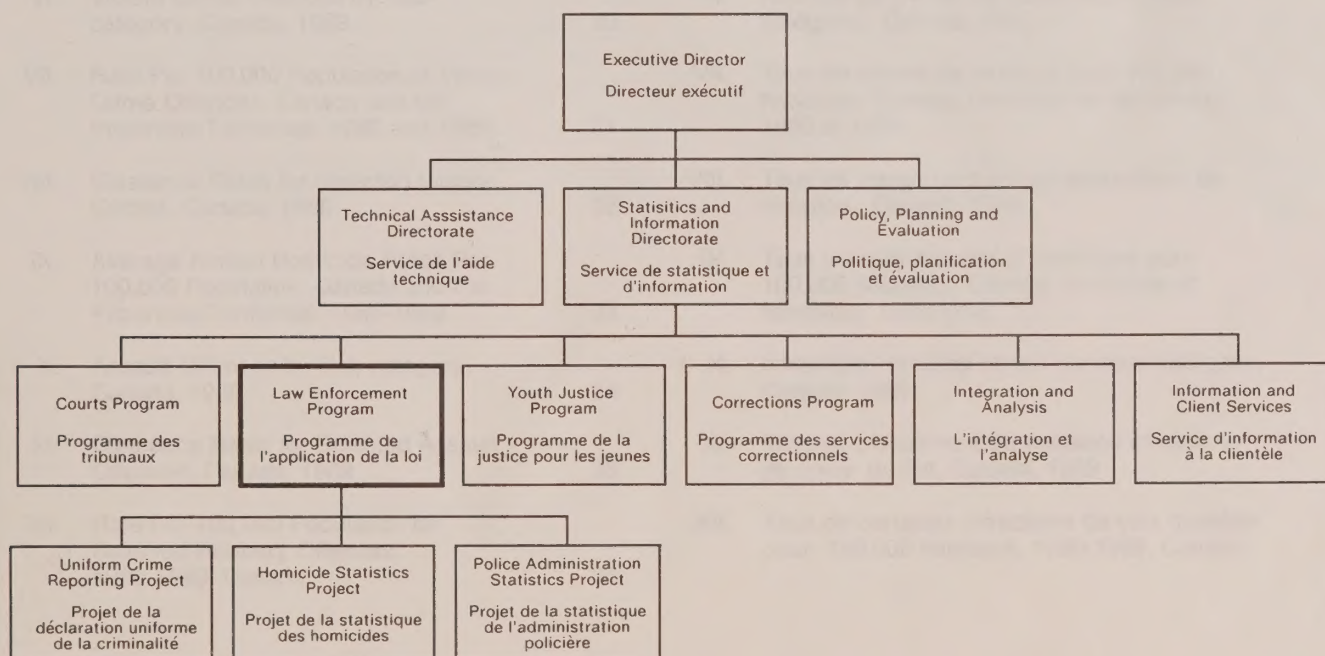 Executive Director
Directeur exécutif
Technical Asssistance
Directorate
Service de l'aide
technique
Statisitics and
Information
Directorate
Service de statistique et
d'information
Policy, Planning and
Evaluation
Politique, planification
et évaluation
Courts Program
Programme des
tribunaux
Law Enforcement
Program
Programme de
l'application de la loi
Youth Justice
Program
Programme de la
justice pour les jeunes
Corrections Program
Programme des services
correctionnels
Integration and
Analysis
L'intégration et
l'analyse
Information and
Client Services
Service d'information
à la clientèle
Uniform Crime
Reporting Project
Projet de la
déclaration uniforme
de la criminalité
Homicide Statistics
Project
Projet de la statistique
des homicides
Police Administration
Statistics Project
Projet de la statistique
de l'administration
policière